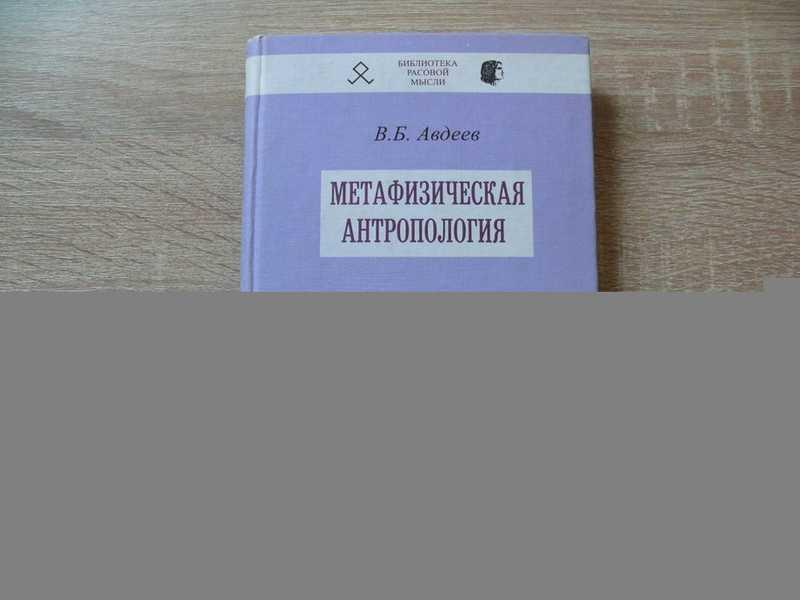 БИБЛИОТЕКА
РАСОВОЙ
МЫСЛИ
В.Б. Авдеев
МЕТАФИЗИЧЕСКАЯ
АНТРОПОЛОГИЯ